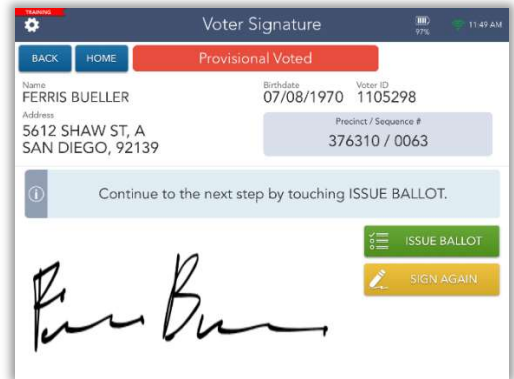 TRAINING
Voter Signature
97%
11:49 AM
BACK
HOME
Provisional Voted
Name
FERRIS BUELLER
Birthdate
07/08/1970
Voter ID
1105298
Address
5612 SHAW ST, A
SAN DIEGO, 92139
Precinct / Sequence #
376310 / 0063
Continue to the next step by touching ISSUE BALLOT.
ISSUE BALLOT
SIGN AGAIN